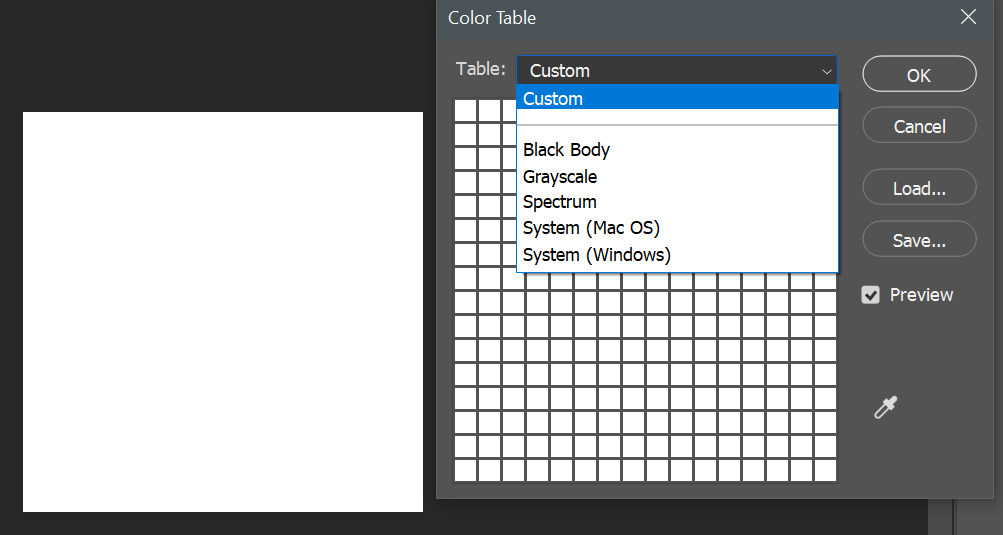 Color Table
Table: Custom
OK
Custom
Cancel
Black Body
Grayscale
Load...
Spectrum
System (Mac OS)
Save...
System (Windows)
Preview